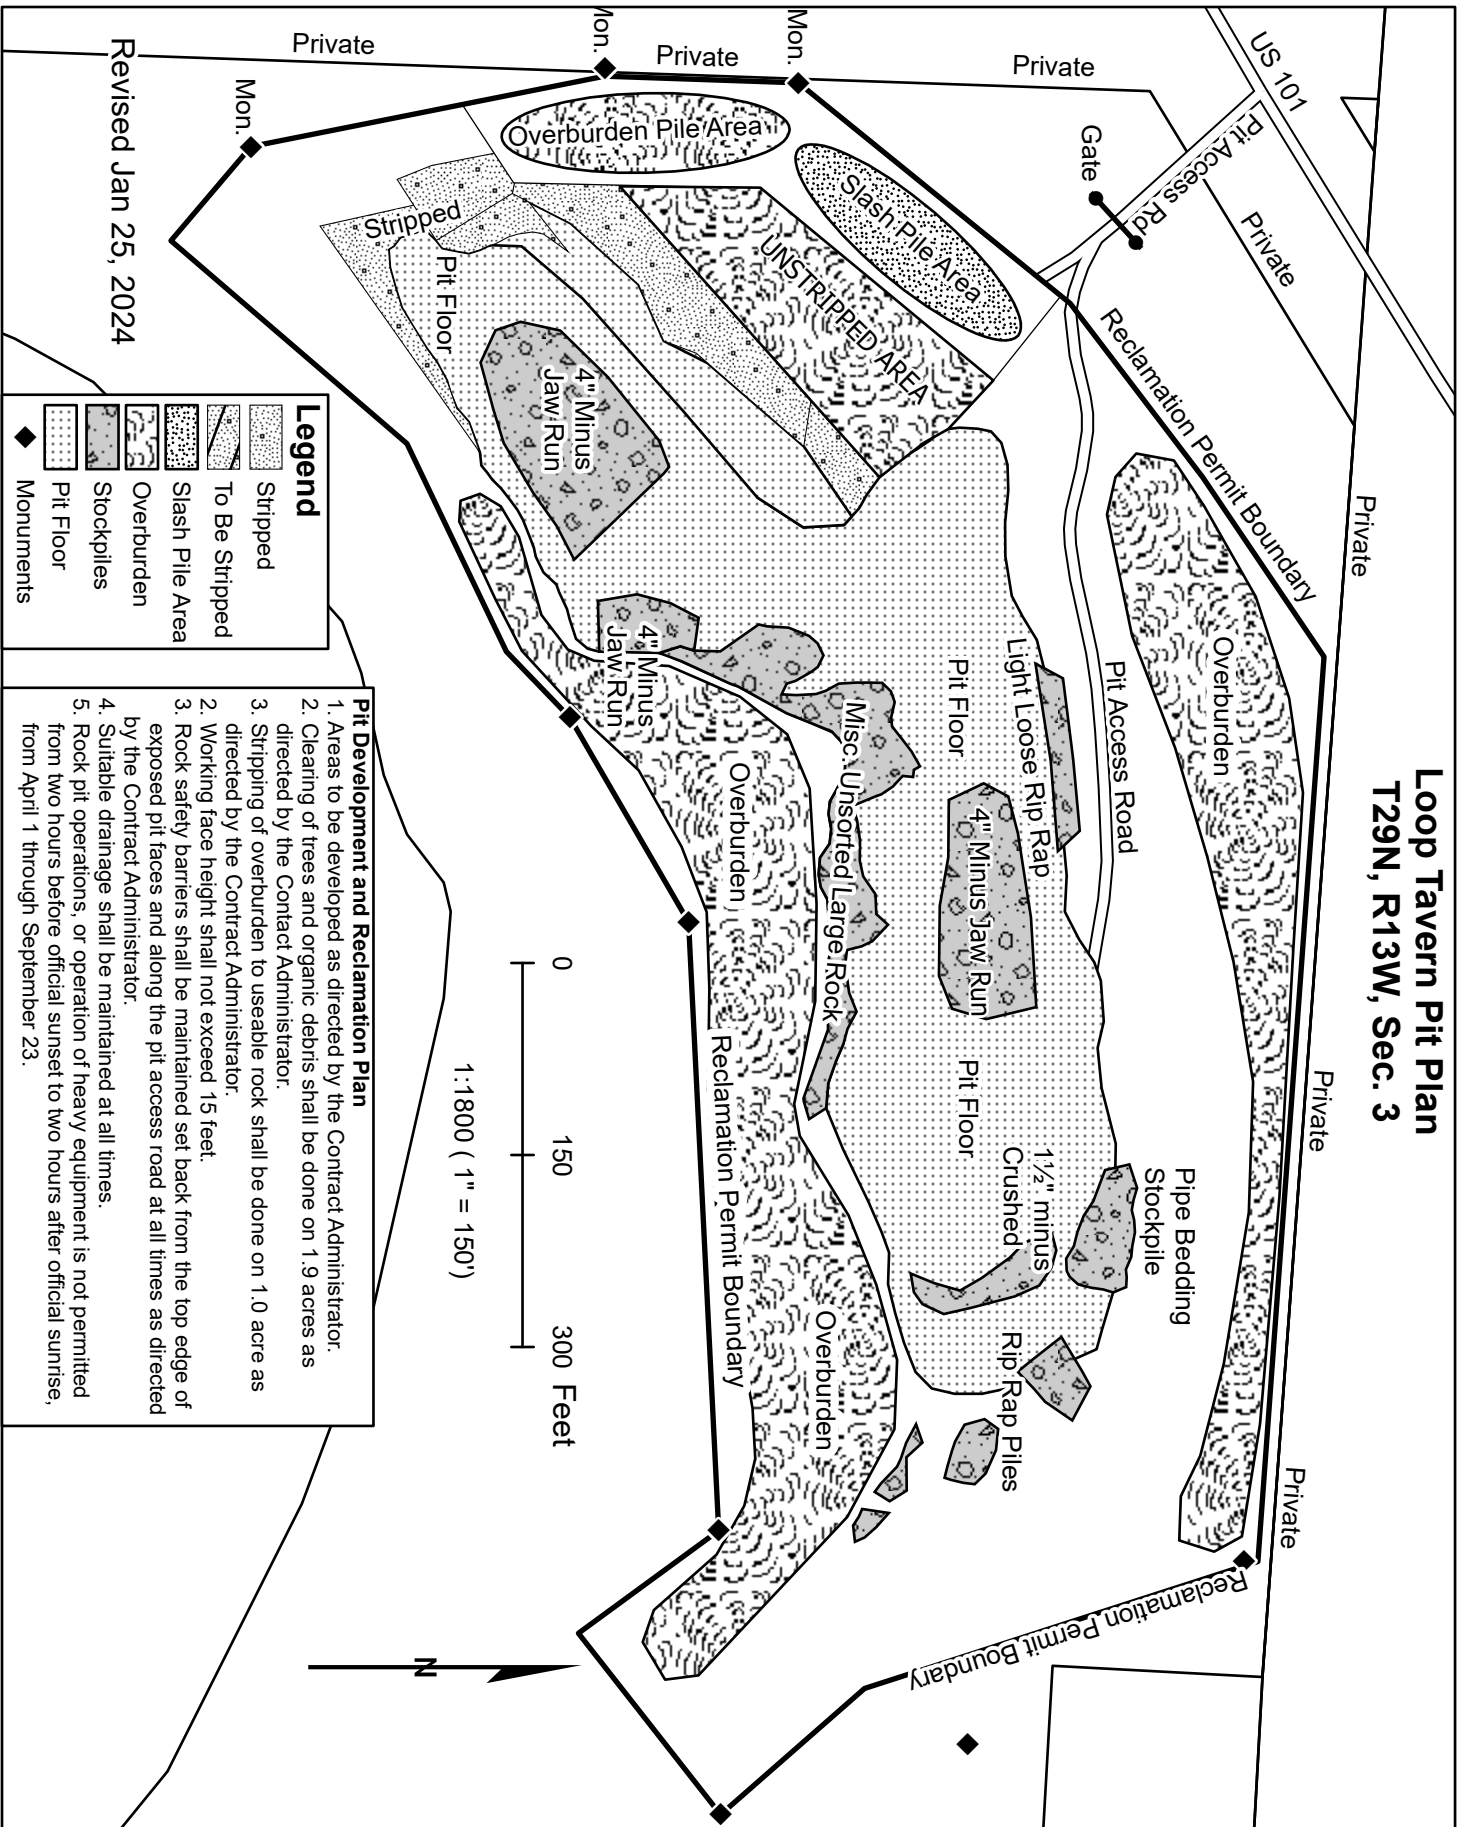 Loop Tavern Pit Plan
T29N, R13W, Sec. 3
US 101
Pit Access Rd
Gate
Private
Private
Private
Private
Private
Private
Private
Mon.
Mon.
Mon.
Reclamation Permit Boundary
Overburden Pile Area
Slash Pile Area
UNSTRIPPED AREA
Stripped
Pit Floor
4" Minus
Jaw Run
Overburden
Pit Access Road
Light Loose Rip Rap
Pit Floor
4" Minus Jaw Run
Misc. Unsorted Large Rock
4" Minus
Jaw Run
Overburden
Pit Floor
1½" minus
Crushed
Pipe Bedding
Stockpile
Rip Rap Piles
Overburden
Reclamation Permit Boundary
Reclamation Permit Boundary
Revised Jan 25, 2024
Legend
Stripped
To Be Stripped
Slash Pile Area
Overburden
Stockpiles
Pit Floor
Monuments
0 150 300 Feet
1:1800 ( 1" = 150')
N
Pit Development and Reclamation Plan
1. Areas to be developed as directed by the Contract Administrator.
2. Clearing of trees and organic debris shall be done on 1.9 acres as
directed by the Contact Administrator.
3. Stripping of overburden to useable rock shall be done on 1.0 acre as
directed by the Contract Administrator.
2. Working face height shall not exceed 15 feet.
3. Rock safety barriers shall be maintained set back from the top edge of
exposed pit faces and along the pit access road at all times as directed
by the Contract Administrator.
4. Suitable drainage shall be maintained at all times.
5. Rock pit operations, or operation of heavy equipment is not permitted
from two hours before official sunset to two hours after official sunrise,
from April 1 through September 23.